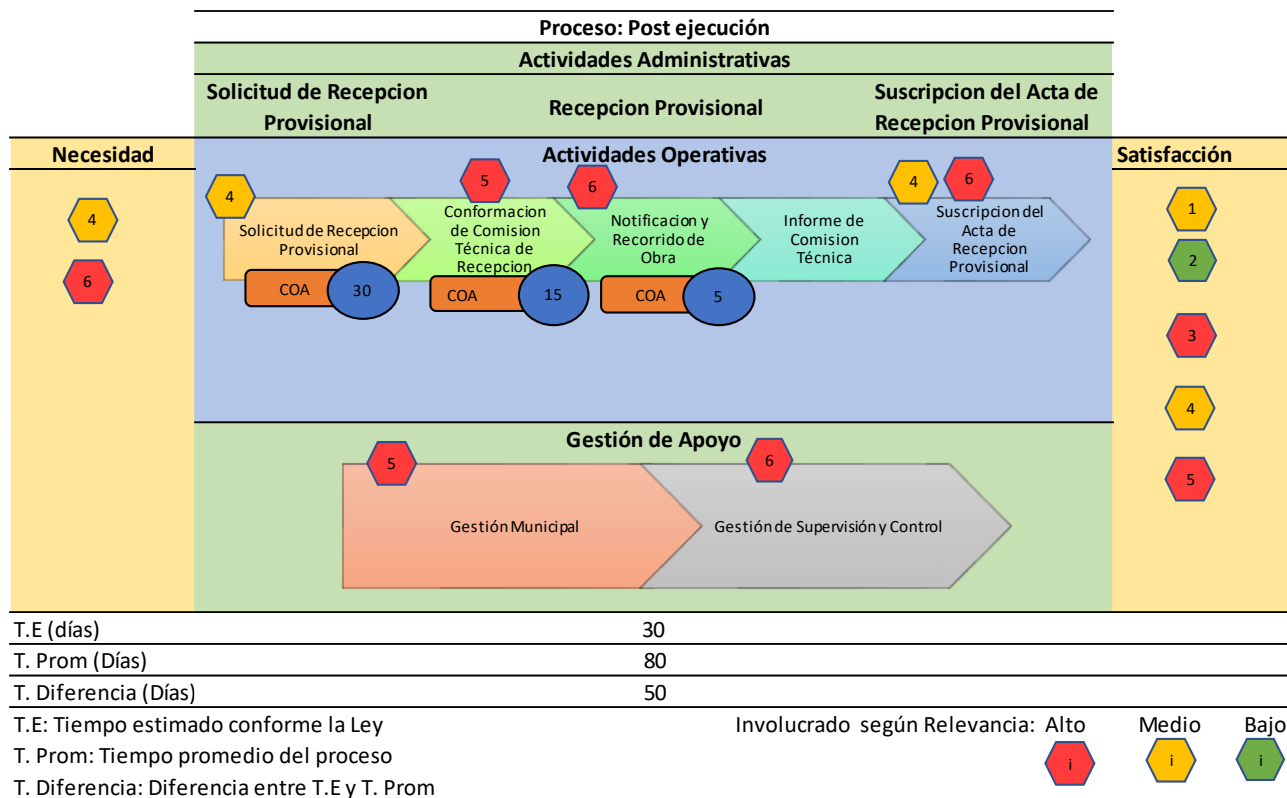 Proceso: Post ejecución
Actividades Administrativas
Solicitud de Recepcion
Provisional
Recepcion Provisional
Suscripcion del Acta de
Recepcion Provisional
Necesidad
Actividades Operativas
Satisfacción
4
6
4
5
6
4
6
Solicitud de Recepcion
Provisional
Conformacion
de Comision
Técnica de
Recepcion
Notificacion y
Recorrido de
Obra
Informe de
Comision
Técnica
Suscripcion del
Acta de
Recepcion
Provisional
COA 30
COA 15
COA 5
1
2
3
4
5
Gestión de Apoyo
5
6
Gestión Municipal
Gestión de Supervisión y Control
T.E (días) 30
T. Prom (Días) 80
T. Diferencia (Días) 50
T.E: Tiempo estimado conforme la Ley
T. Prom: Tiempo promedio del proceso
T. Diferencia: Diferencia entre T.E y T. Prom
Involucrado según Relevancia: Alto Medio Bajo
i i i